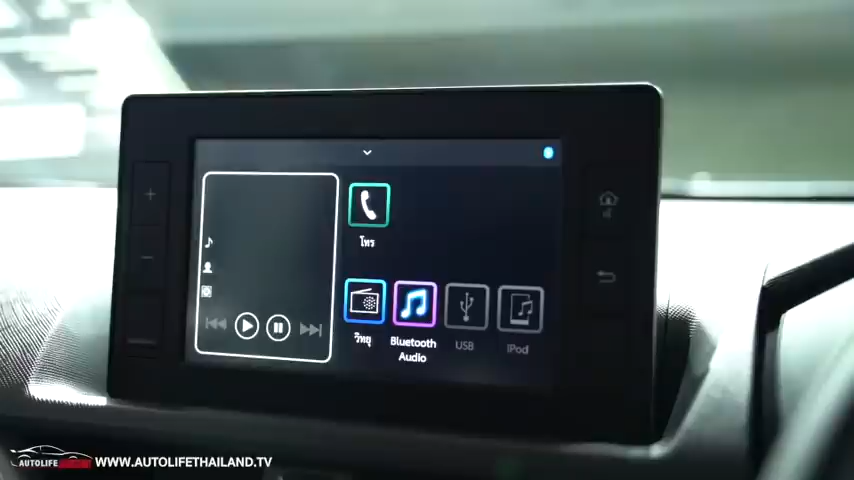 โทร
วิทยุ
Bluetooth
Audio
USB
iPod
AUTOLIFE
WWW.AUTOLIFETHAILAND.TV